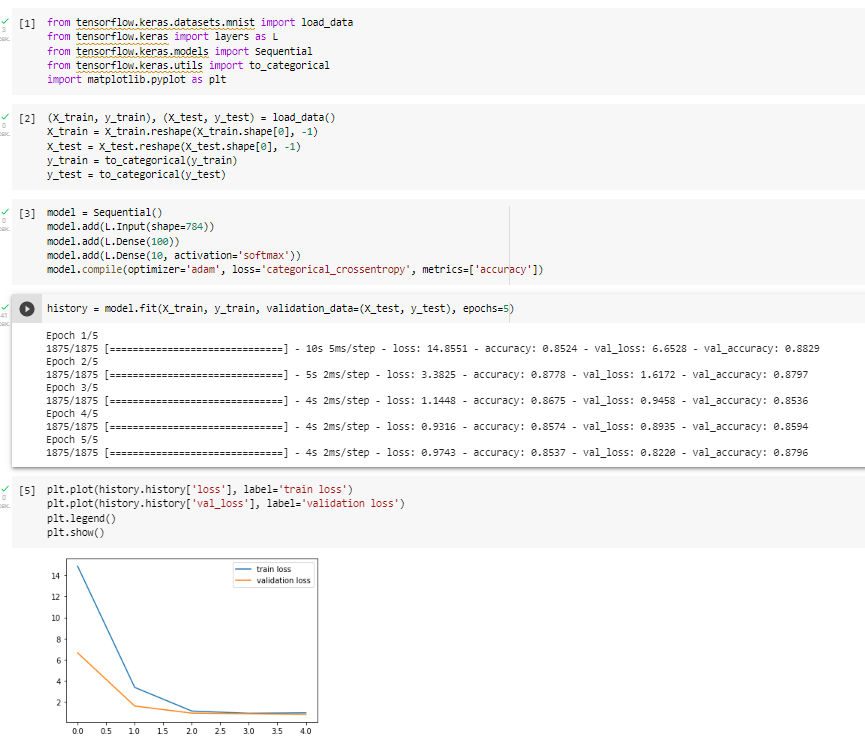 [1] from tensorflow.keras.datasets.mnist import load_data
from tensorflow.keras import layers as L
from tensorflow.keras.models import Sequential
from tensorflow.keras.utils import to_categorical
import matplotlib.pyplot as plt
[2] (X_train, y_train), (X_test, y_test) = load_data()
X_train = X_train.reshape(X_train.shape[0], -1)
X_test = X_test.reshape(X_test.shape[0], -1)
y_train = to_categorical(y_train)
y_test = to_categorical(y_test)
[3] model = Sequential()
model.add(L.Input(shape=784))
model.add(L.Dense(100))
model.add(L.Dense(10, activation='softmax'))
model.compile(optimizer='adam', loss='categorical_crossentropy', metrics=['accuracy'])
history = model.fit(X_train, y_train, validation_data=(X_test, y_test), epochs=5)
Epoch 1/5
1875/1875 [==============================] - 10s 5ms/step - loss: 14.8551 - accuracy: 0.8524 - val_loss: 6.6528 - val_accuracy: 0.8829
Epoch 2/5
1875/1875 [==============================] - 5s 2ms/step - loss: 3.3825 - accuracy: 0.8778 - val_loss: 1.6172 - val_accuracy: 0.8797
Epoch 3/5
1875/1875 [==============================] - 4s 2ms/step - loss: 1.1448 - accuracy: 0.8675 - val_loss: 0.9458 - val_accuracy: 0.8536
Epoch 4/5
1875/1875 [==============================] - 4s 2ms/step - loss: 0.9316 - accuracy: 0.8574 - val_loss: 0.8935 - val_accuracy: 0.8594
Epoch 5/5
1875/1875 [==============================] - 4s 2ms/step - loss: 0.9743 - accuracy: 0.8537 - val_loss: 0.8220 - val_accuracy: 0.8796
[5] plt.plot(history.history['loss'], label='train loss')
plt.plot(history.history['val_loss'], label='validation loss')
plt.legend()
plt.show()
train loss
validation loss
14
12
10
8
6
4
2
0.0 0.5 1.0 1.5 2.0 2.5 3.0 3.5 4.0